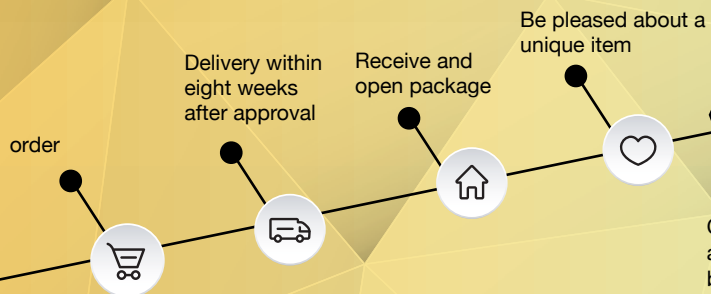 order
Delivery within
eight weeks
after approval
Receive and
open package
Be pleased about a
unique item